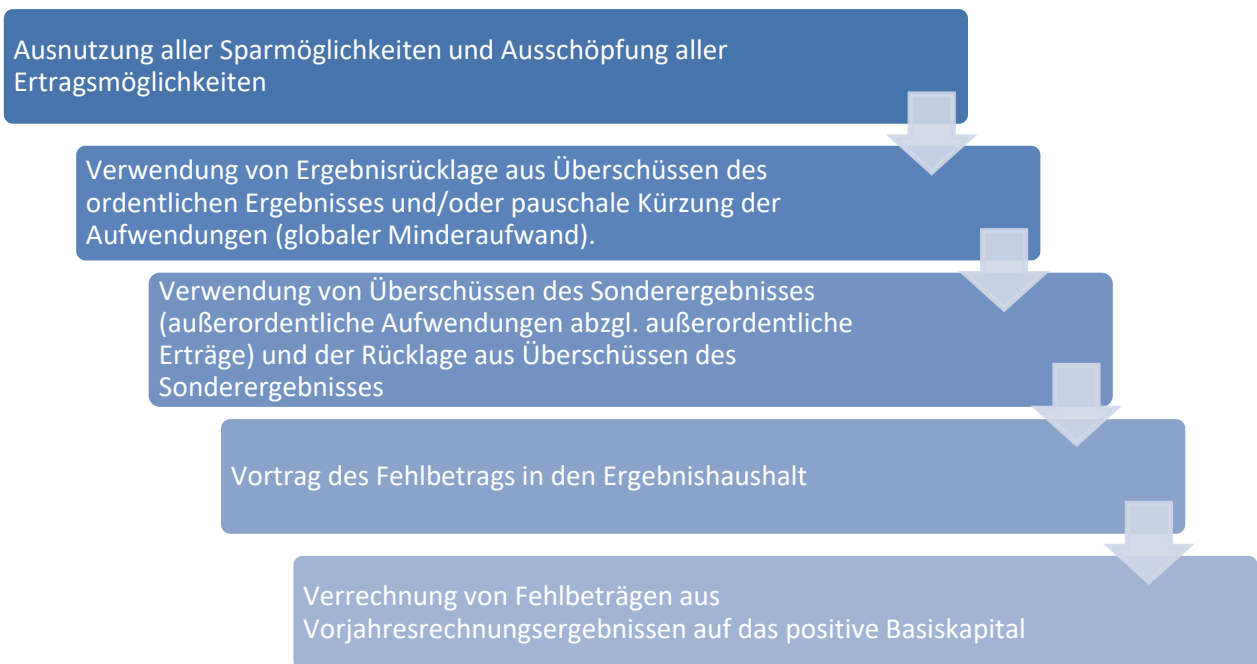 Ausnutzung aller Sparmöglichkeiten und Ausschöpfung aller
Ertragsmöglichkeiten
Verwendung von Ergebnisrücklage aus Überschüssen des
ordentlichen Ergebnisses und/oder pauschale Kürzung der
Aufwendungen (globaler Minderaufwand).
Verwendung von Überschüssen des Sonderergebnisses
(außerordentliche Aufwendungen abzgl. außerordentliche
Erträge) und der Rücklage aus Überschüssen des
Sonderergebnisses
Vortrag des Fehlbetrags in den Ergebnishaushalt
Verrechnung von Fehlbeträgen aus
Vorjahresrechnungsergebnissen auf das positive Basiskapital